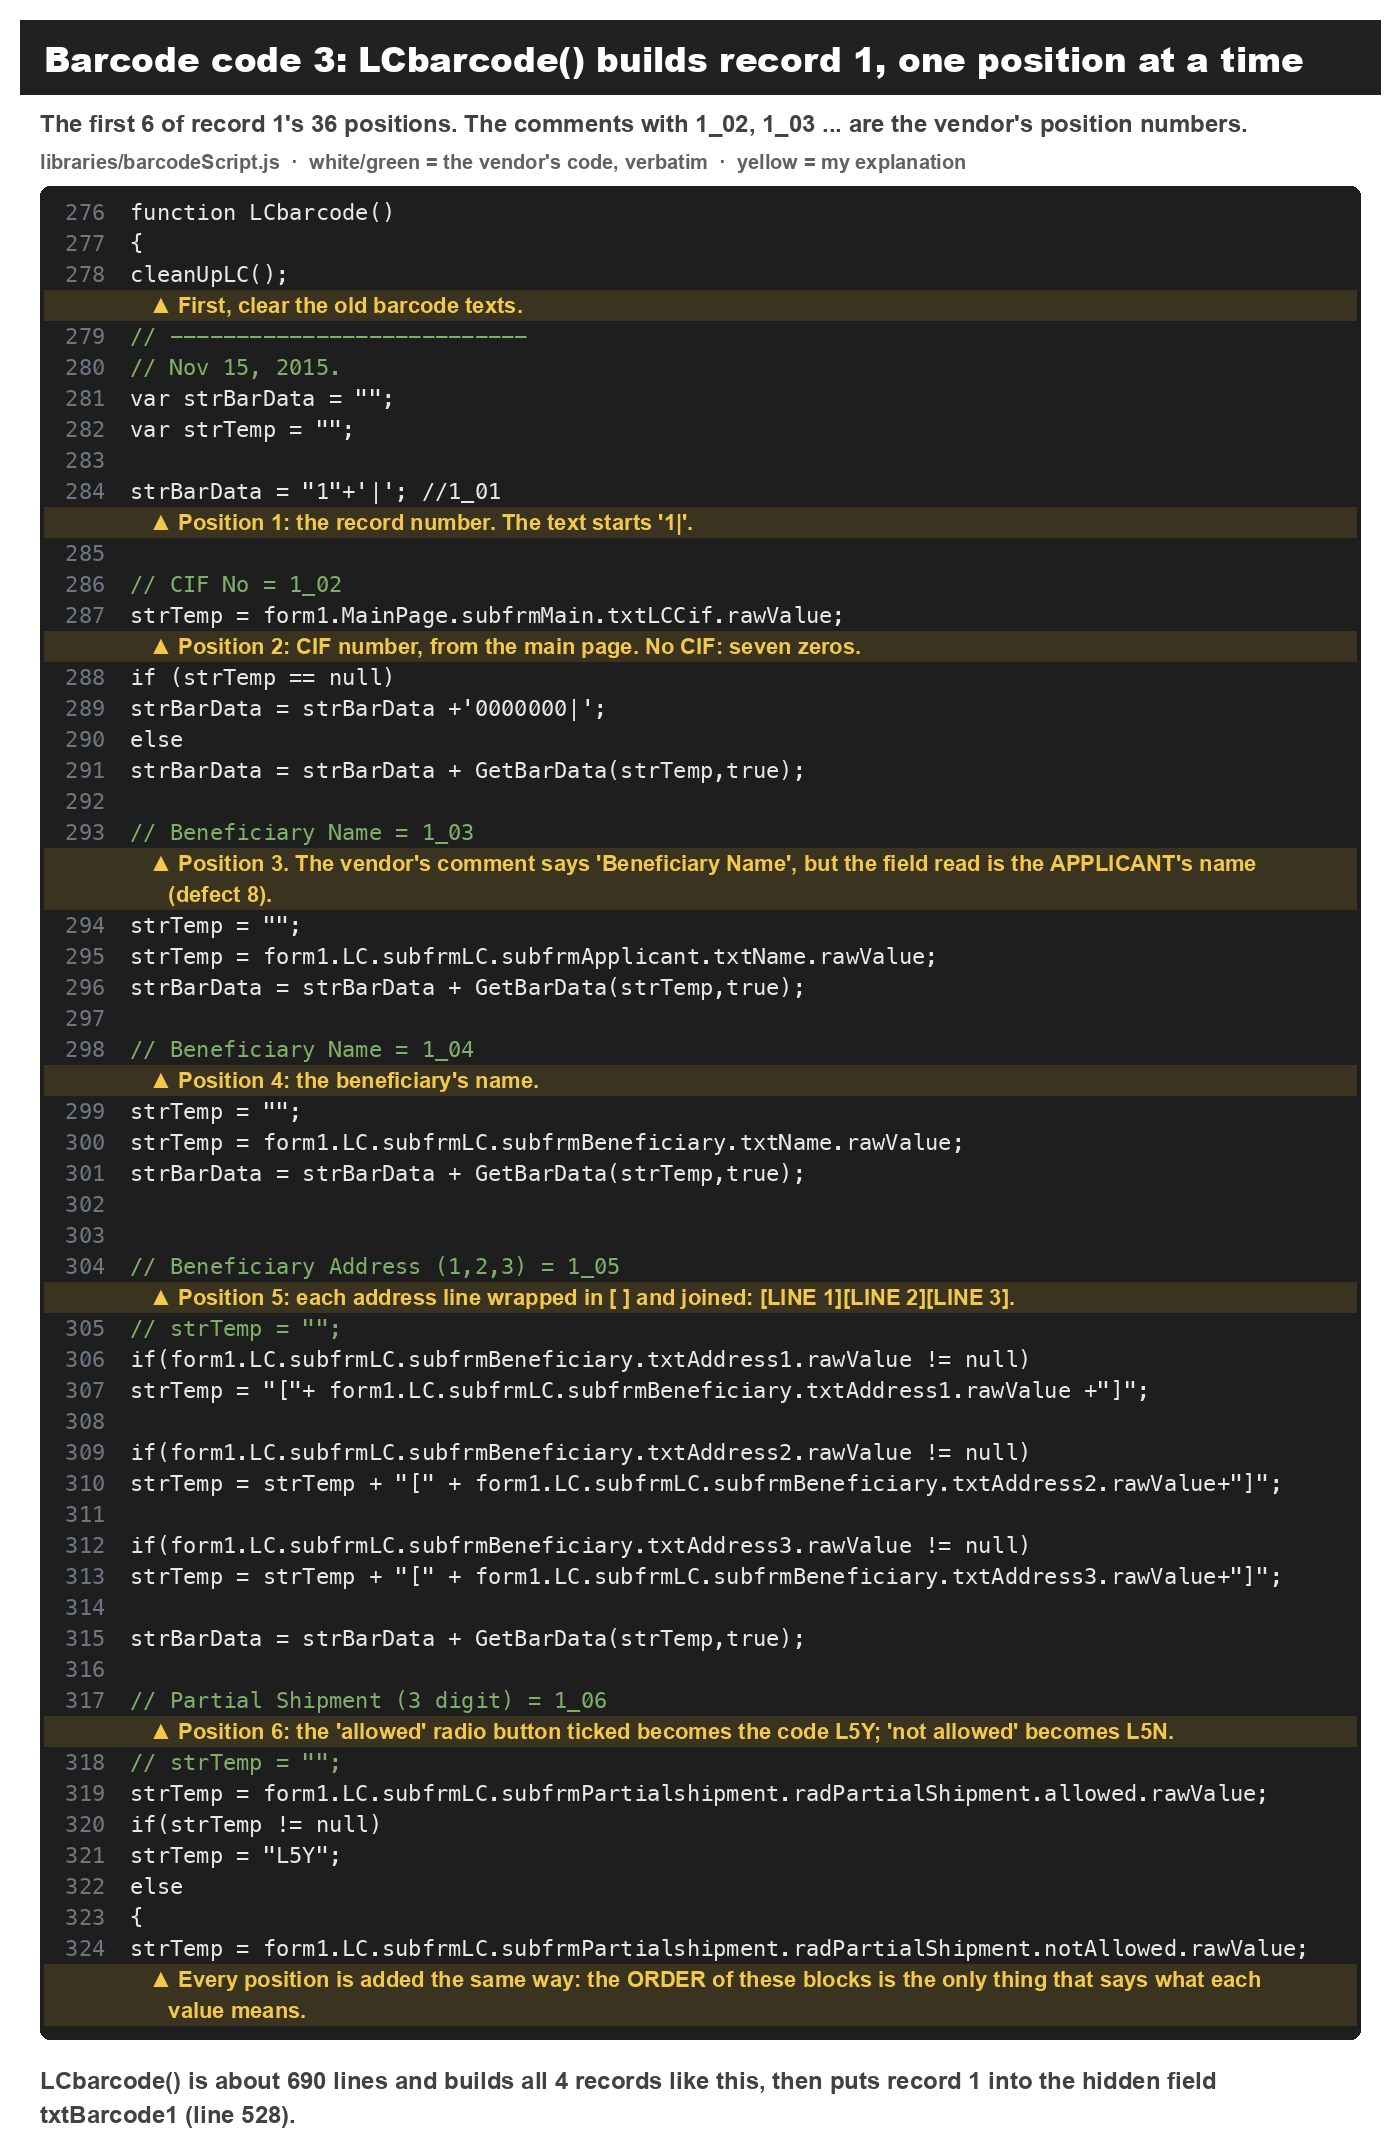 Barcode code 3: LCbarcode() builds record 1, one position at a time
The first 6 of record 1's 36 positions. The comments with 1_02, 1_03 ... are the vendor's position numbers.
libraries/barcodeScript.js · white/green = the vendor's code, verbatim · yellow = my explanation
276 function LCbarcode()
277 {
278 cleanUpLC();
▲ First, clear the old barcode texts.
279 // ---------------------------
280 // Nov 15, 2015.
281 var strBarData = "";
282 var strTemp = "";
283
284 strBarData = "1"+'|'; //1_01
▲ Position 1: the record number. The text starts '1|'.
285
286 // CIF No = 1_02
287 strTemp = form1.MainPage.subfrmMain.txtLCCif.rawValue;
▲ Position 2: CIF number, from the main page. No CIF: seven zeros.
288 if (strTemp == null)
289 strBarData = strBarData +'0000000|';
290 else
291 strBarData = strBarData + GetBarData(strTemp,true);
292
293 // Beneficiary Name = 1_03
▲ Position 3. The vendor's comment says 'Beneficiary Name', but the field read is the APPLICANT's name
(defect 8).
294 strTemp = "";
295 strTemp = form1.LC.subfrmLC.subfrmApplicant.txtName.rawValue;
296 strBarData = strBarData + GetBarData(strTemp,true);
297
298 // Beneficiary Name = 1_04
▲ Position 4: the beneficiary's name.
299 strTemp = "";
300 strTemp = form1.LC.subfrmLC.subfrmBeneficiary.txtName.rawValue;
301 strBarData = strBarData + GetBarData(strTemp,true);
302
303
304 // Beneficiary Address (1,2,3) = 1_05
▲ Position 5: each address line wrapped in [ ] and joined: [LINE 1][LINE 2][LINE 3].
305 // strTemp = "";
306 if(form1.LC.subfrmLC.subfrmBeneficiary.txtAddress1.rawValue != null)
307 strTemp = "["+ form1.LC.subfrmLC.subfrmBeneficiary.txtAddress1.rawValue +"]";
308
309 if(form1.LC.subfrmLC.subfrmBeneficiary.txtAddress2.rawValue != null)
310 strTemp = strTemp + "[" + form1.LC.subfrmLC.subfrmBeneficiary.txtAddress2.rawValue+"]";
311
312 if(form1.LC.subfrmLC.subfrmBeneficiary.txtAddress3.rawValue != null)
313 strTemp = strTemp + "[" + form1.LC.subfrmLC.subfrmBeneficiary.txtAddress3.rawValue+"]";
314
315 strBarData = strBarData + GetBarData(strTemp,true);
316
317 // Partial Shipment (3 digit) = 1_06
▲ Position 6: the 'allowed' radio button ticked becomes the code L5Y; 'not allowed' becomes L5N.
318 // strTemp = "";
319 strTemp = form1.LC.subfrmLC.subfrmPartialshipment.radPartialShipment.allowed.rawValue;
320 if(strTemp != null)
321 strTemp = "L5Y";
322 else
323 {
324 strTemp = form1.LC.subfrmLC.subfrmPartialshipment.radPartialShipment.notAllowed.rawValue;
▲ Every position is added the same way: the ORDER of these blocks is the only thing that says what each
value means.
LCbarcode() is about 690 lines and builds all 4 records like this, then puts record 1 into the hidden field
txtBarcode1 (line 528).